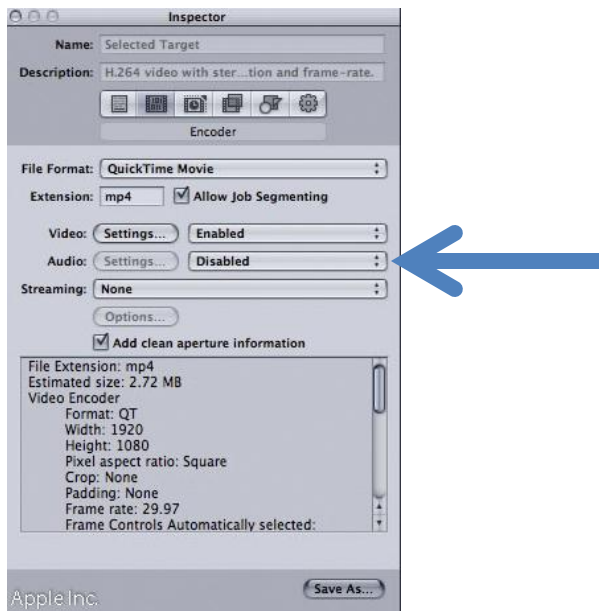 Inspector
Name: Selected Target
Description: H.264 video with ster...tion and frame-rate.
Encoder
File Format: QuickTime Movie
Extension: mp4 Allow Job Segmenting
Video: Settings... Enabled
Audio: Settings... Disabled
Streaming: None
Options...
Add clean aperture information
File Extension: mp4
Estimated size: 2.72 MB
Video Encoder
Format: QT
Width: 1920
Height: 1080
Pixel aspect ratio: Square
Crop: None
Padding: None
Frame rate: 29.97
Frame Controls Automatically selected:
Save As...
Apple Inc.